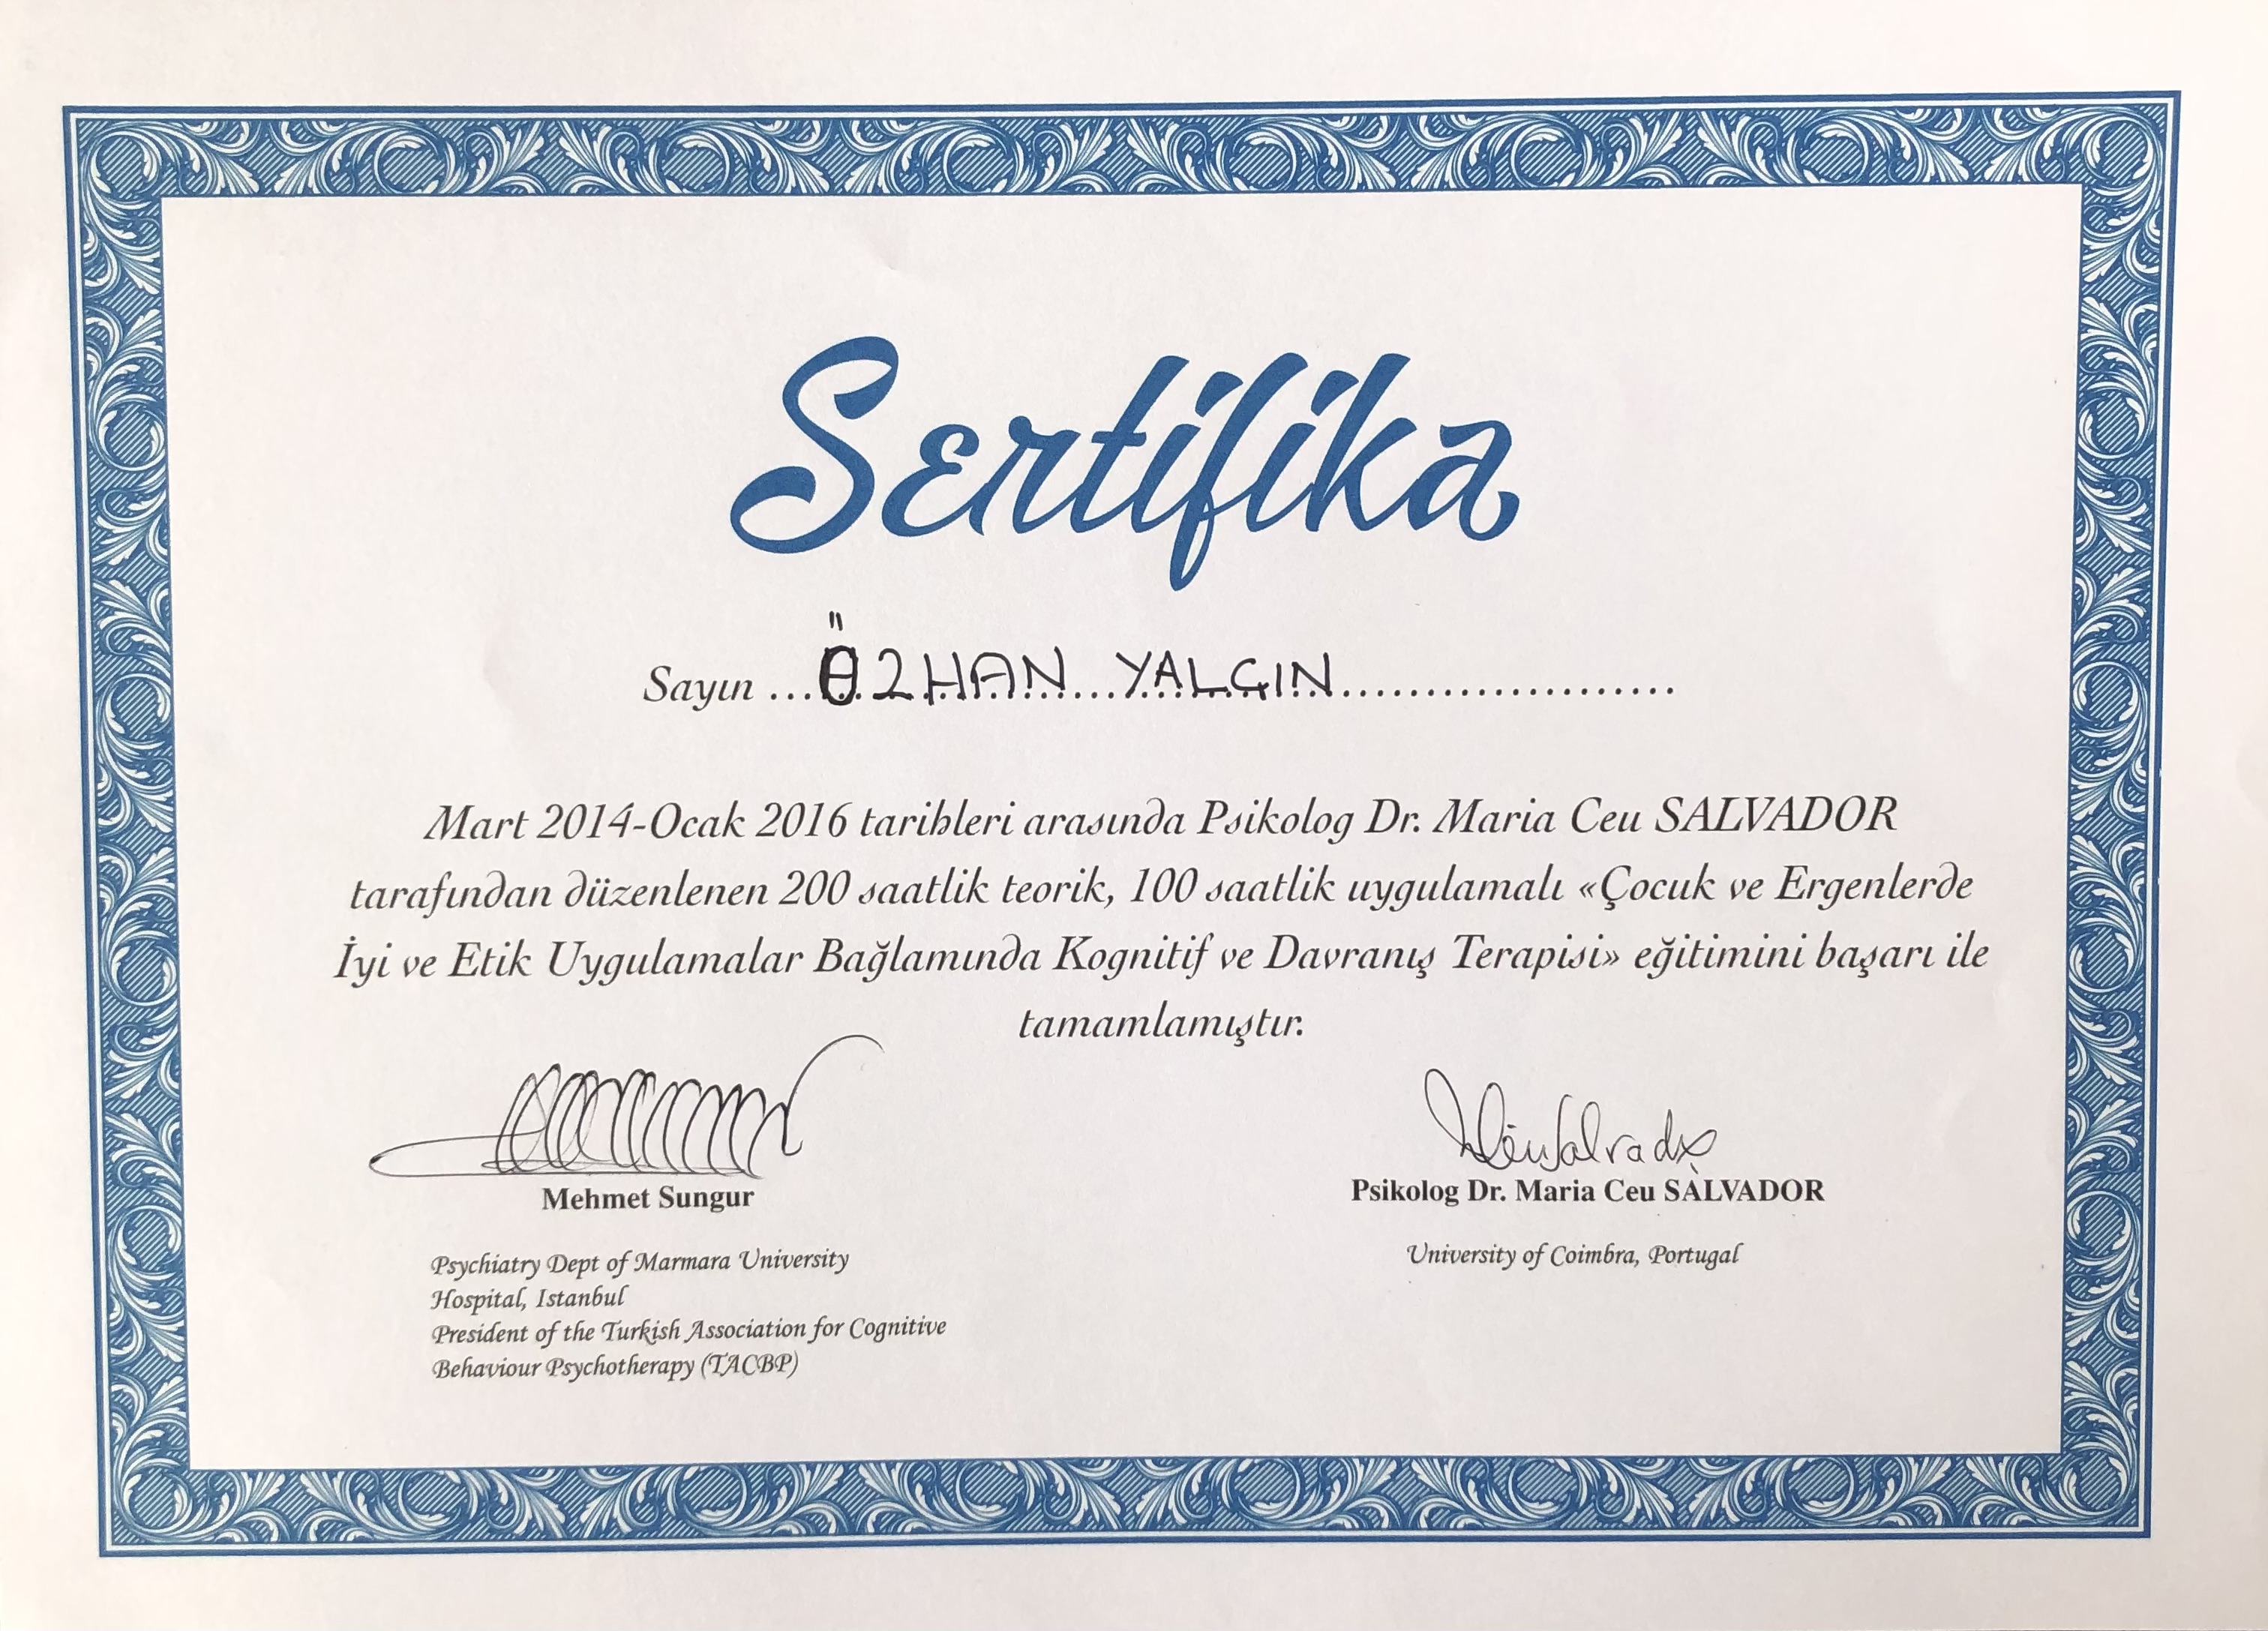 Sertifika
Sayın ...ÖZHAN YALÇIN.....................
Mart 2014-Ocak 2016 tarihleri arasında Psikolog Dr. Maria Ceu SALVADOR
tarafından düzenlenen 200 saatlik teorik, 100 saatlik uygulamalı «Çocuk ve Ergenlerde
İyi ve Etik Uygulamalar Bağlamında Kognitif ve Davranış Terapisi» eğitimini başarı ile
tamamlamıştır.
Mehmet Sungur
Psychiatry Dept of Marmara University
Hospital, Istanbul
President of the Turkish Association for Cognitive
Behaviour Psychotherapy (TACBP)
Psikolog Dr. Maria Ceu SALVADOR
University of Coimbra, Portugal